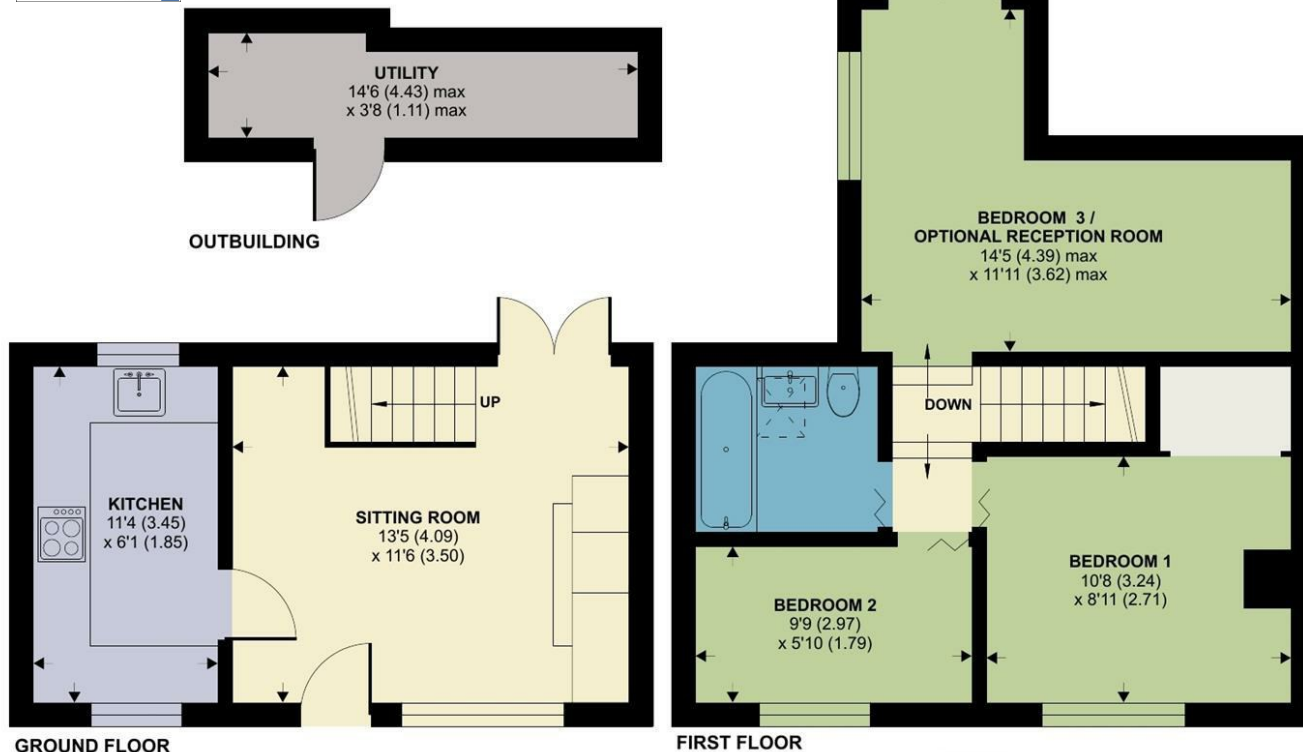 UTILITY
14'6 (4.43) max
x 3'8 (1.11) max
OUTBUILDING
BEDROOM 3 /
OPTIONAL RECEPTION ROOM
14'5 (4.39) max
x 11'11 (3.62) max
UP
DOWN
KITCHEN
11'4 (3.45)
x 6'1 (1.85)
SITTING ROOM
13'5 (4.09)
x 11'6 (3.50)
BEDROOM 2
9'9 (2.97)
x 5'10 (1.79)
BEDROOM 1
10'8 (3.24)
x 8'11 (2.71)
GROUND FLOOR
FIRST FLOOR